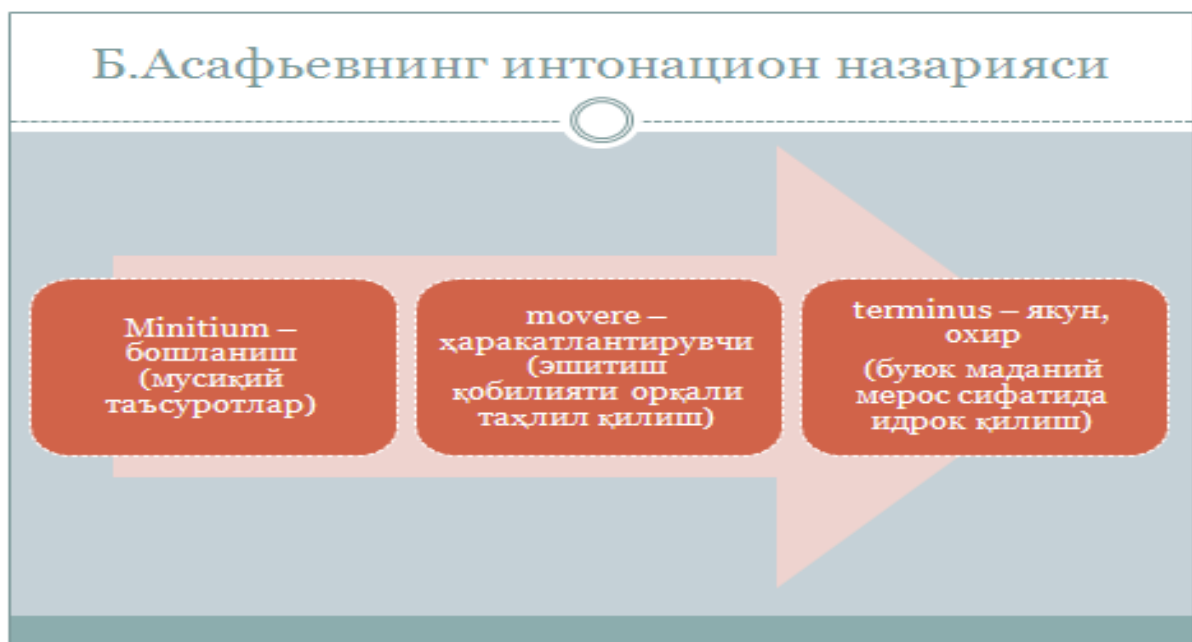 Б.Асафьевнинг интонацион назарияси
Minitium –
бошланиш
(мусиқий
таъсуротлар)
movere –
ҳаракатлантирувчи
(эшитиш
қобилияти орқали
таҳлил қилиш)
terminus – якун,
охир
(буюк маданий
мерос сифатида
идрок қилиш)